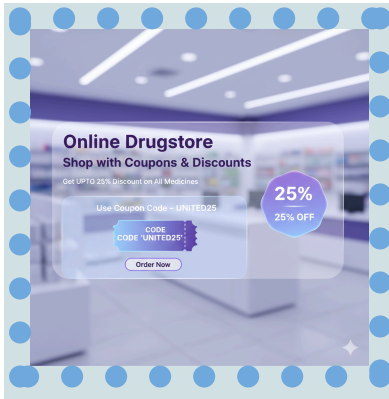 Online Drugstore
Shop with Coupons & Discounts
Get UPTO 25% Discount on All Medicines
Use Coupon Code – UNITED25
CODE
CODE 'UNITED25'
Order Now
25%
25% OFF